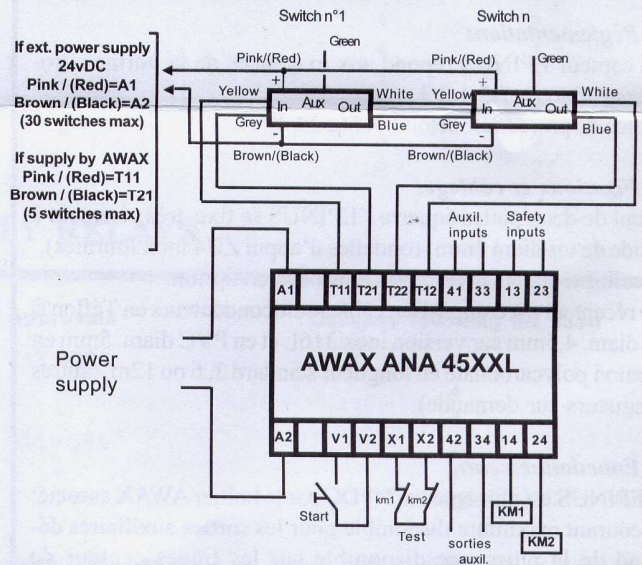 Switch n°1
Switch n
Green
Green
If ext. power supply
24vDC
Pink / (Red)=A1
Brown / (Black)=A2
(30 switches max)
If supply by AWAX
Pink / (Red)=T11
Brown / (Black)=T21
(5 switches max)
Pink/(Red)
Pink/(Red)
+
+
Yellow
In
Aux
Out
White
Yellow
In
Aux
Out
White
Grey
Blue
Grey
Blue
-
Brown/(Black)
Brown/(Black)
Auxil.
inputs
Safety
inputs
A1
T11
T21
T22
T12
41
33
13
23
AWAX ANA 45XXI
Power
supply
A2
V1
V2
X1
X2
42
34
14
24
Start
km1
km2
Test
KM1
KM2
sorties
auxil.